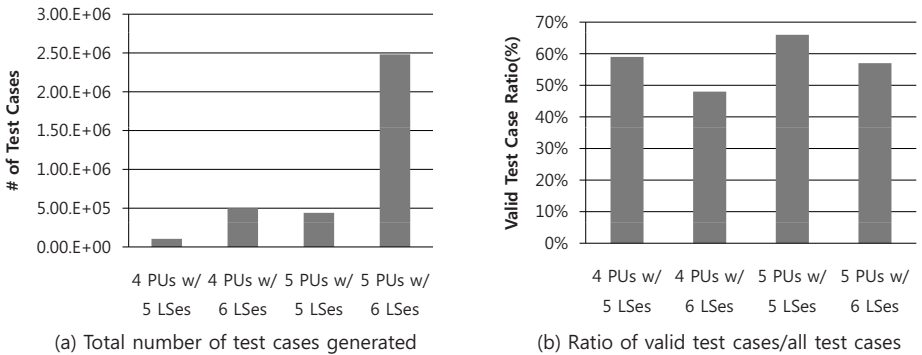 # of Test Cases
3.00.E+06
2.50.E+06
2.00.E+06
1.50.E+06
1.00.E+06
5.00.E+05
0.00.E+00
4 PUs w/ 4 PUs w/ 5 PUs w/ 5 PUs w/
5 LSes 6 LSes 5 LSes 6 LSes
(a) Total number of test cases generated
Valid Test Case Ratio(%)
70%
60%
50%
40%
30%
20%
10%
0%
4 PUs w/ 4 PUs w/ 5 PUs w/ 5 PUs w/
5 LSes 6 LSes 5 LSes 6 LSes
(b) Ratio of valid test cases/all test cases